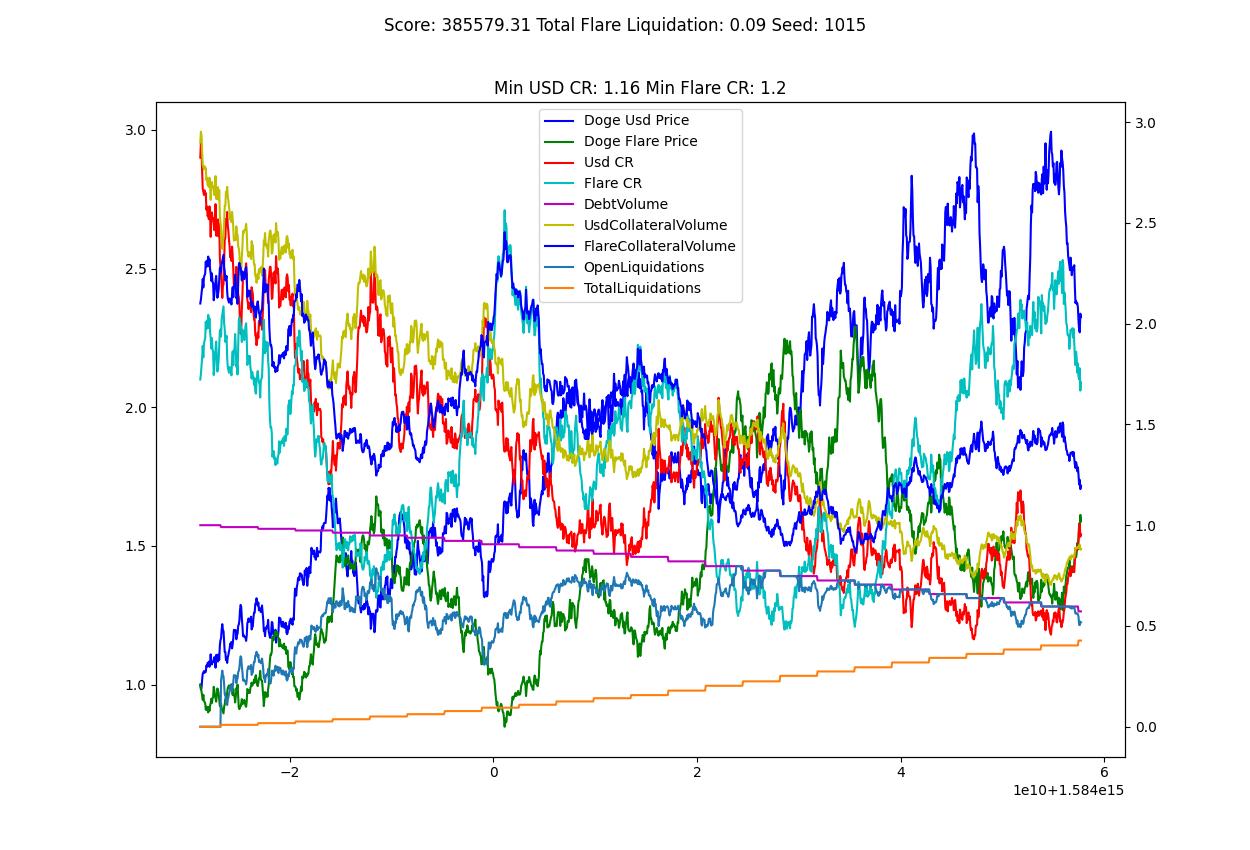 Score: 385579.31 Total Flare Liquidation: 0.09 Seed: 1015
Min USD CR: 1.16 Min Flare CR: 1.2
Doge Usd Price
Doge Flare Price
Usd CR
Flare CR
DebtVolume
UsdCollateralVolume
FlareCollateralVolume
OpenLiquidations
TotalLiquidations
3.0
2.5
2.0
1.5
1.0
3.0
2.5
2.0
1.5
1.0
0.5
0.0
−2 0 2 4 6
1e10+1.584e15